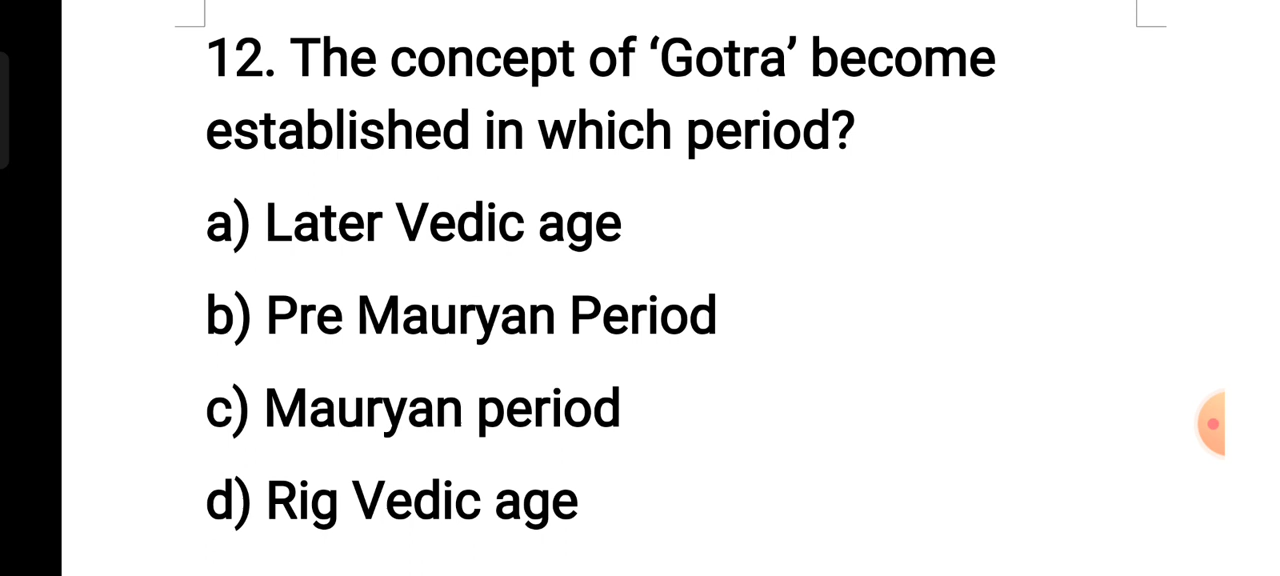 12. The concept of ‘Gotra’ become
established in which period?
a) Later Vedic age
b) Pre Mauryan Period
c) Mauryan period
d) Rig Vedic age